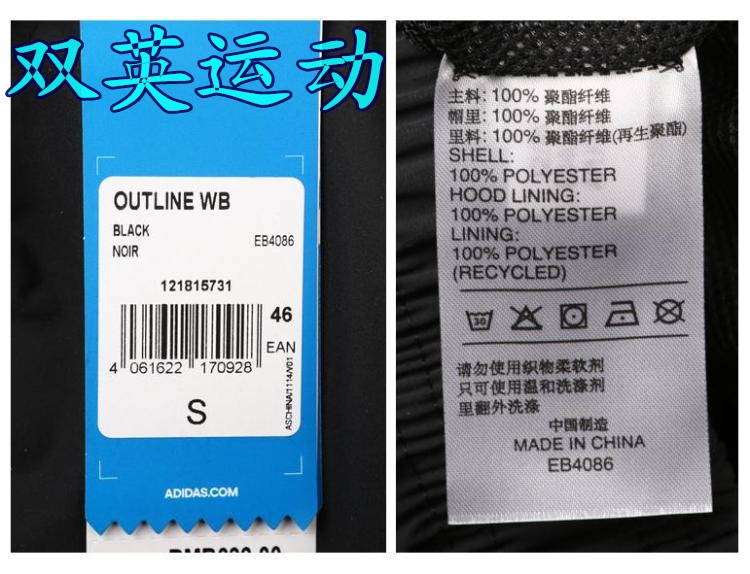 双英运动
OUTLINE WB
BLACK
NOIR
EB4086
121815731
46
EAN
4 061622 170928
ASCHINA/1114/V01
S
ADIDAS.COM
主料: 100% 聚酯纤维
帽里: 100% 聚酯纤维
里料: 100% 聚酯纤维(再生聚酯)
SHELL:
100% POLYESTER
HOOD LINING:
100% POLYESTER
LINING:
100% POLYESTER
(RECYCLED)
30
请勿使用织物柔软剂
只可使用温和洗涤剂
里翻外洗涤
中国制造
MADE IN CHINA
EB4086